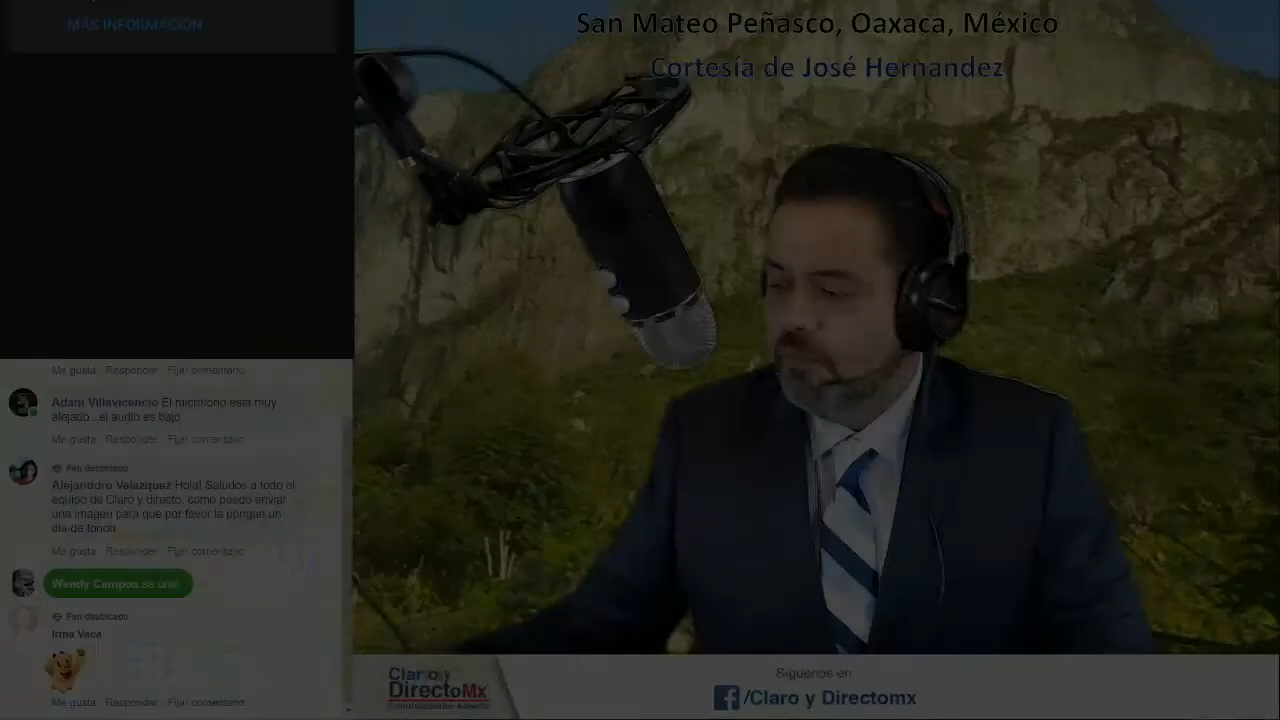 MÁS INFORMACIÓN
San Mateo Peñasco, Oaxaca, México
Cortesía de José Hernandez
Me gusta Responder Fijar comentario
Adani Villavicencio El microfono esta muy
alejado...el audio es bajo
Me gusta Responder Fijar comentario
Fan destacado
Alejanddro Velazquez Hola! Saludos a todo el
equipo de Claro y directo, como puedo enviar
una imagen para que por favor la pongan un
día de fondo
Me gusta Responder Fijar comentario
Wendy Campos se unió
Fan destacado
Irma Vaca
Me gusta Responder Fijar comentario
Claro y
DirectoMx
Comunicación Abierta
Síguenos en
/Claro y Directomx